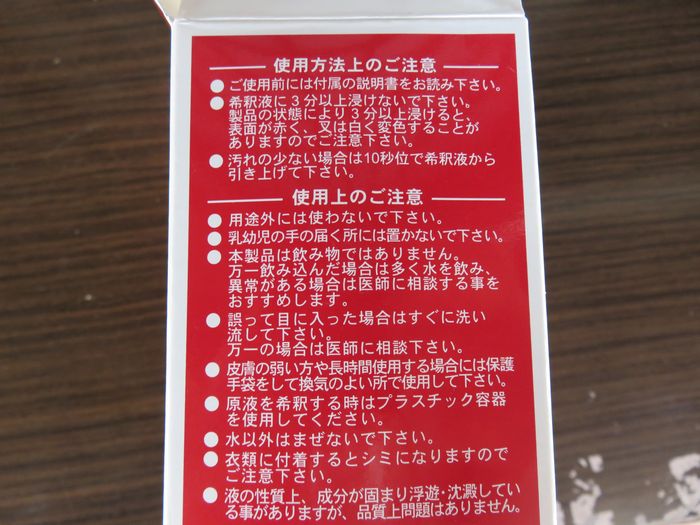 使用方法上のご注意
●ご使用前には付属の説明書をお読み下さい。
●希釈液に3分以上浸けないで下さい。
製品の状態により3分以上浸けると、
表面が赤く、又は白く変色することが
ありますのでご注意下さい。
●汚れの少ない場合は10秒位で希釈液から
引き上げて下さい。
使用上のご注意
●用途外には使わないで下さい。
●乳幼児の手の届く所には置かないで下さい。
●本製品は飲み物ではありません。
万一飲み込んだ場合は多く水を飲み、
異常がある場合は医師に相談する事を
おすすめします。
●誤って目に入った場合はすぐに洗い
流して下さい。
万一の場合は医師に相談下さい。
●皮膚の弱い方や長時間使用する場合には保護
手袋をして換気のよい所で使用して下さい。
●原液を希釈する時はプラスチック容器
を使用してください。
●水以外はまぜないで下さい。
●衣類に付着するとシミになりますので
ご注意下さい。
●液の性質上、成分が固まり浮遊・沈澱してい
る事がありますが、品質上問題はありません。